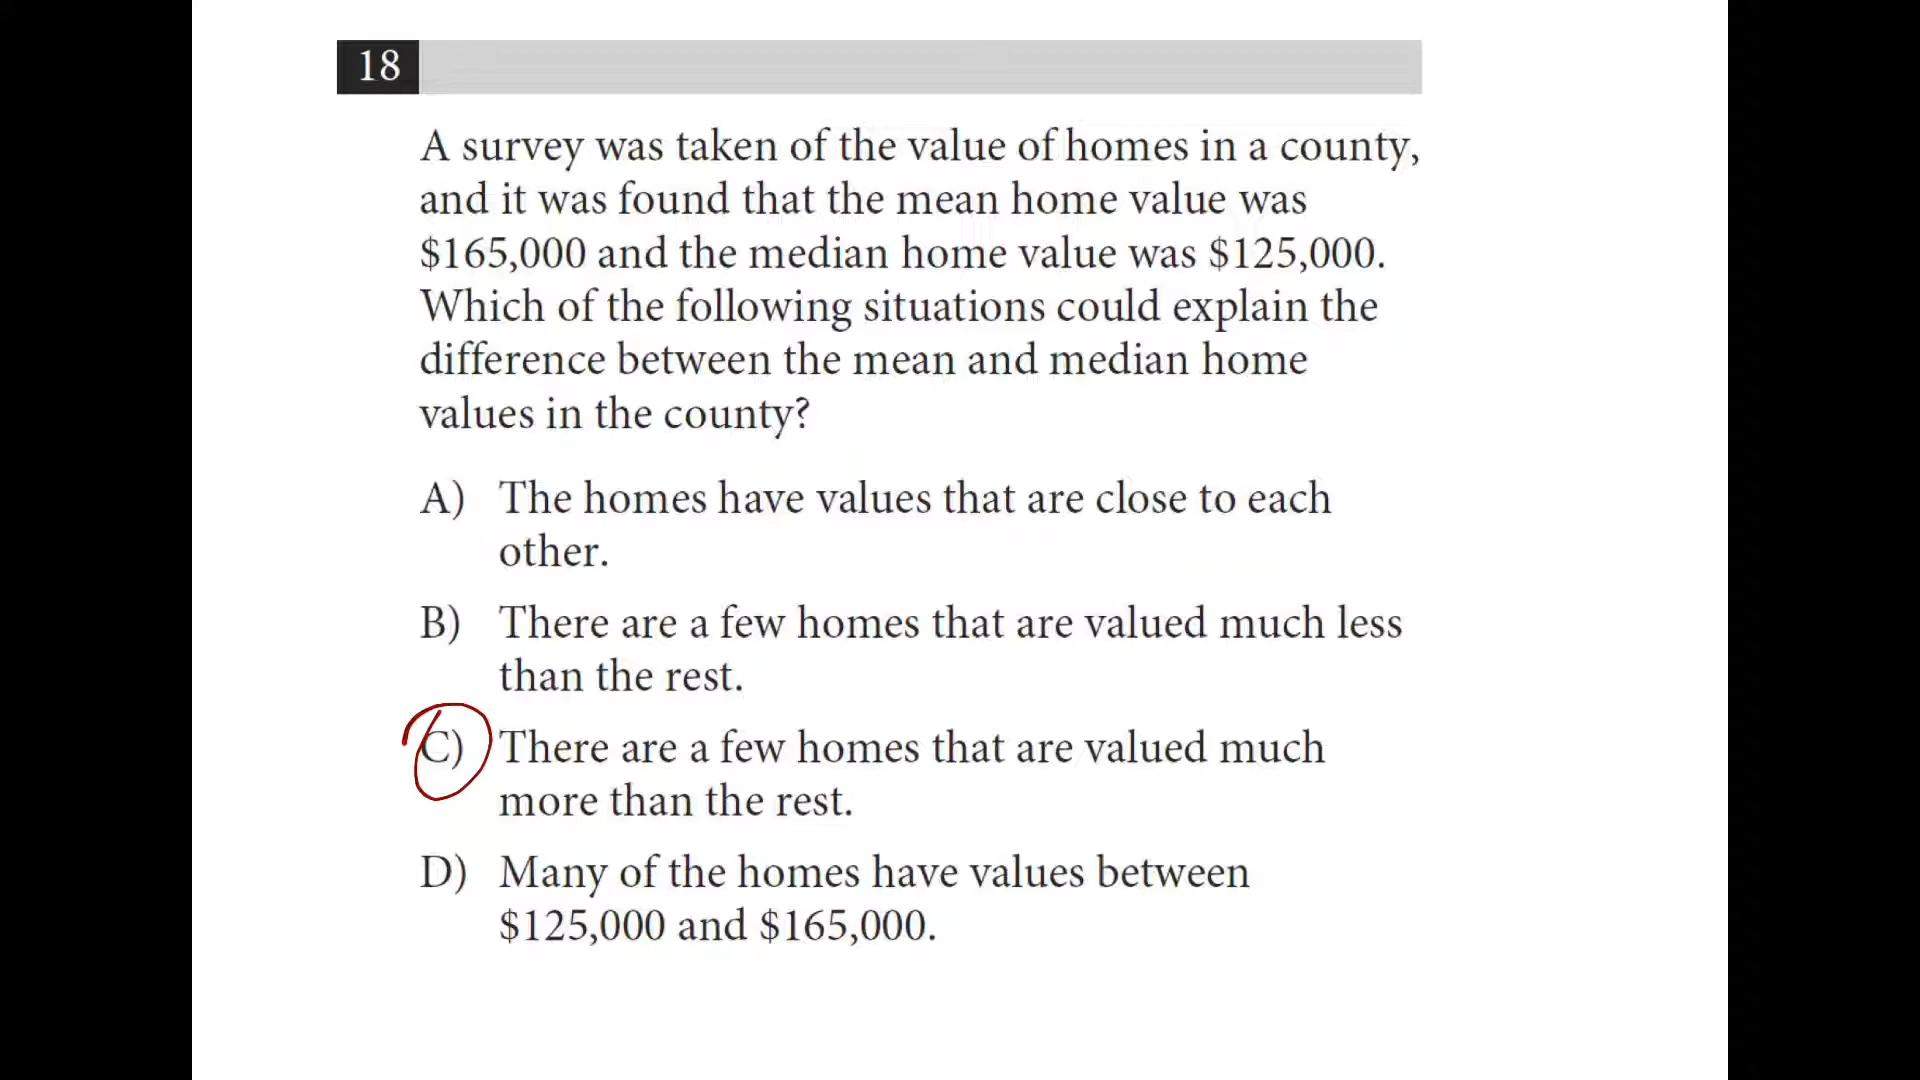 18
A survey was taken of the value of homes in a county,
and it was found that the mean home value was
$165,000 and the median home value was $125,000.
Which of the following situations could explain the
difference between the mean and median home
values in the county?
A) The homes have values that are close to each
other.
B) There are a few homes that are valued much less
than the rest.
C) There are a few homes that are valued much
more than the rest.
D) Many of the homes have values between
$125,000 and $165,000.